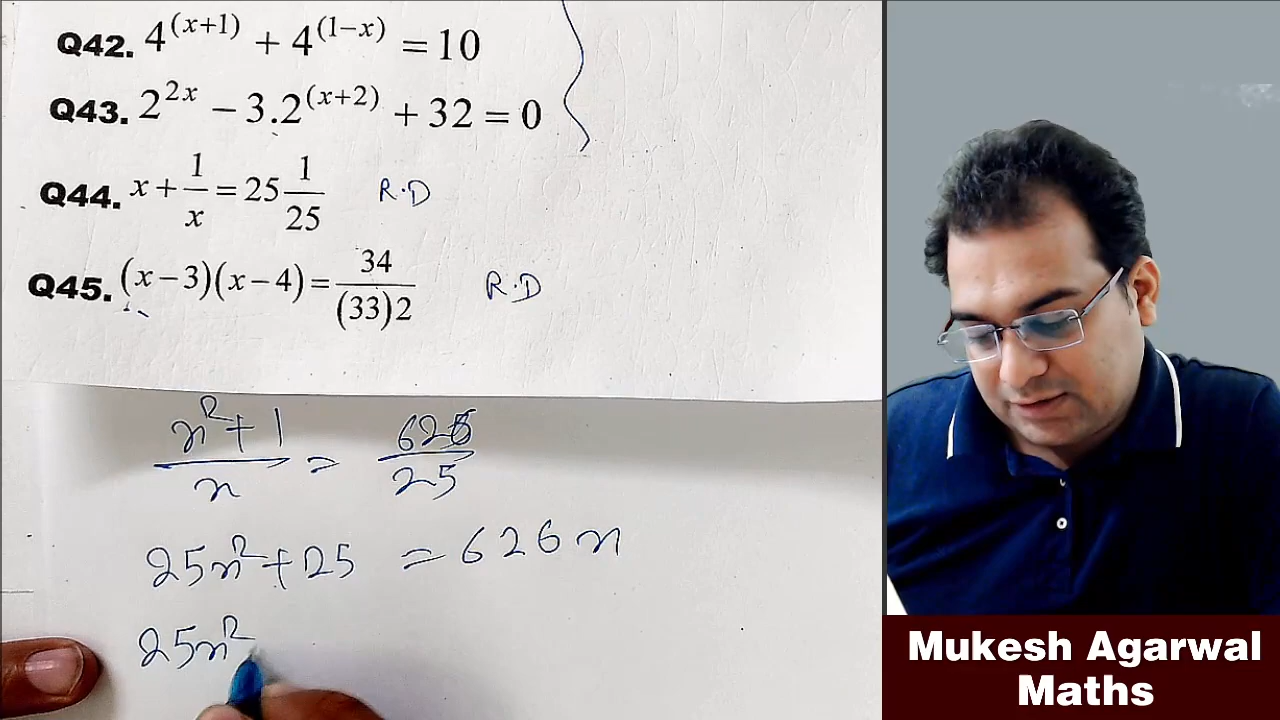 Q42. 4^(x+1) + 4^(1−x) = 10
Q43. 2^2x − 3.2^(x+2) + 32 = 0
Q44. x + 1/x = 25 1/25 R.D
Q45. (x−3)(x−4) = 34/(33)2 R.D
x²+1/x = 626/25
25x²+25 = 626x
25x²
Mukesh Agarwal
Maths